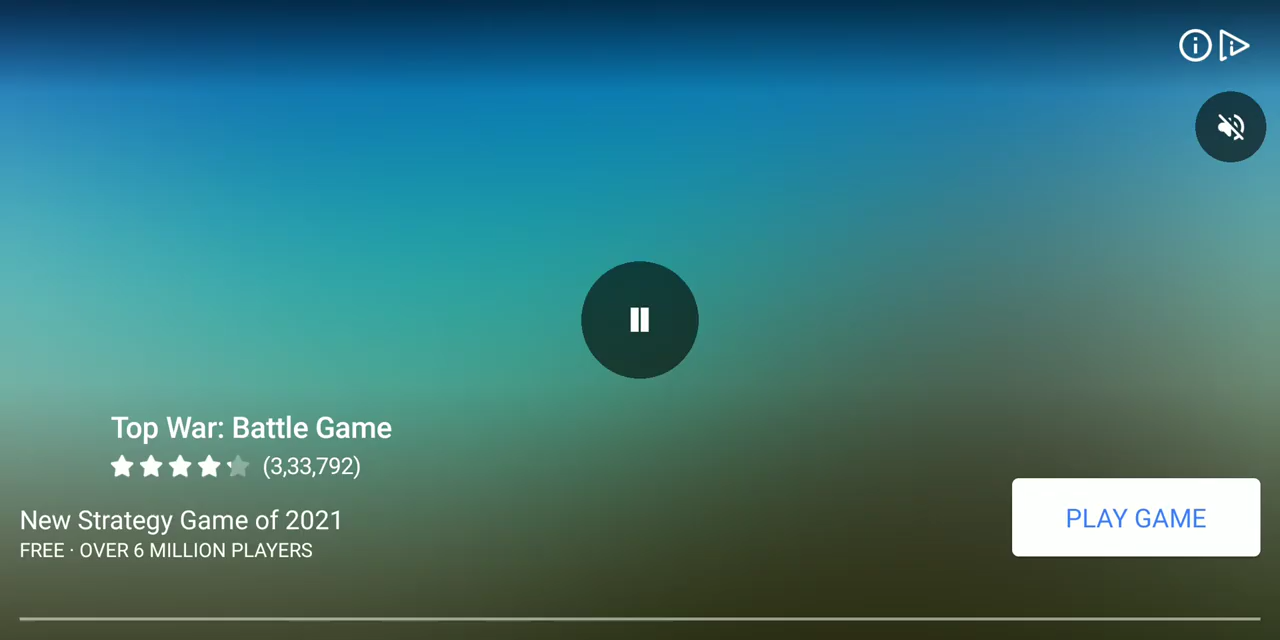 Top War: Battle Game
(3,33,792)
New Strategy Game of 2021
FREE · OVER 6 MILLION PLAYERS
PLAY GAME